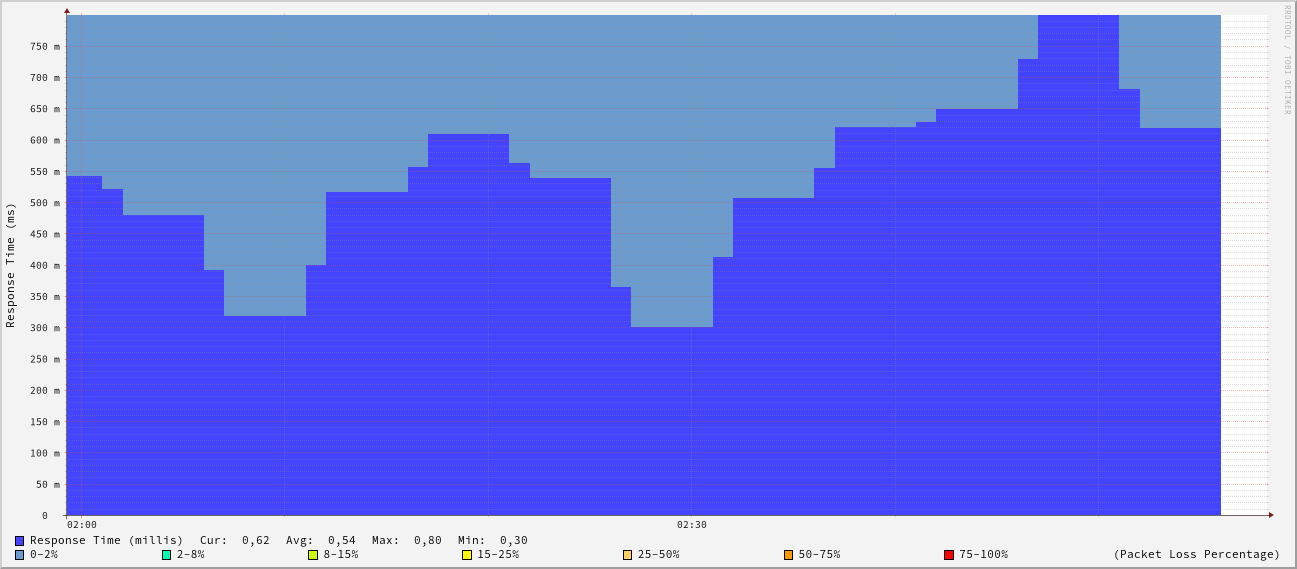 RRDTOOL / TOBI OETIKER
Response Time (ms)
750 m
700 m
650 m
600 m
550 m
500 m
450 m
400 m
350 m
300 m
250 m
200 m
150 m
100 m
50 m
0
02:00 02:30
Response Time (millis) Cur: 0,62 Avg: 0,54 Max: 0,80 Min: 0,30
0-2% 2-8% 8-15% 15-25% 25-50% 50-75% 75-100% (Packet Loss Percentage)